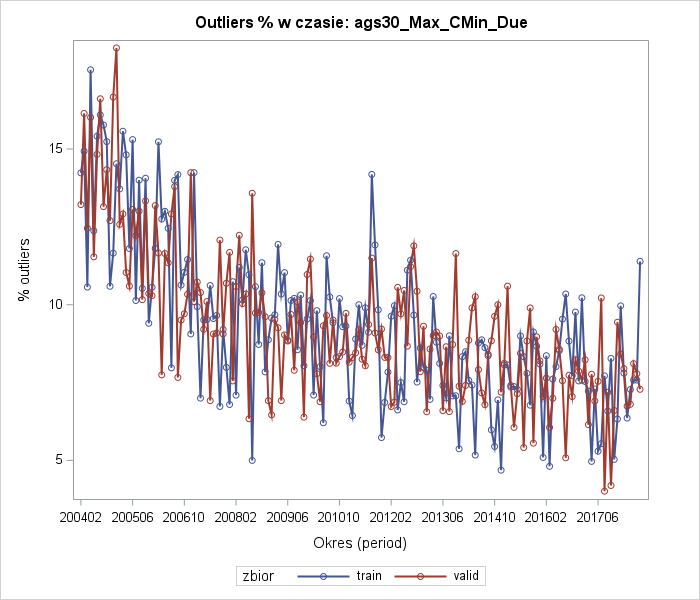 Outliers % w czasie: ags30_Max_CMin_Due
% outliers
15
10
5
200402 200506 200610 200802 200906 201010 201202 201306 201410 201602 201706
Okres (period)
zbior train valid